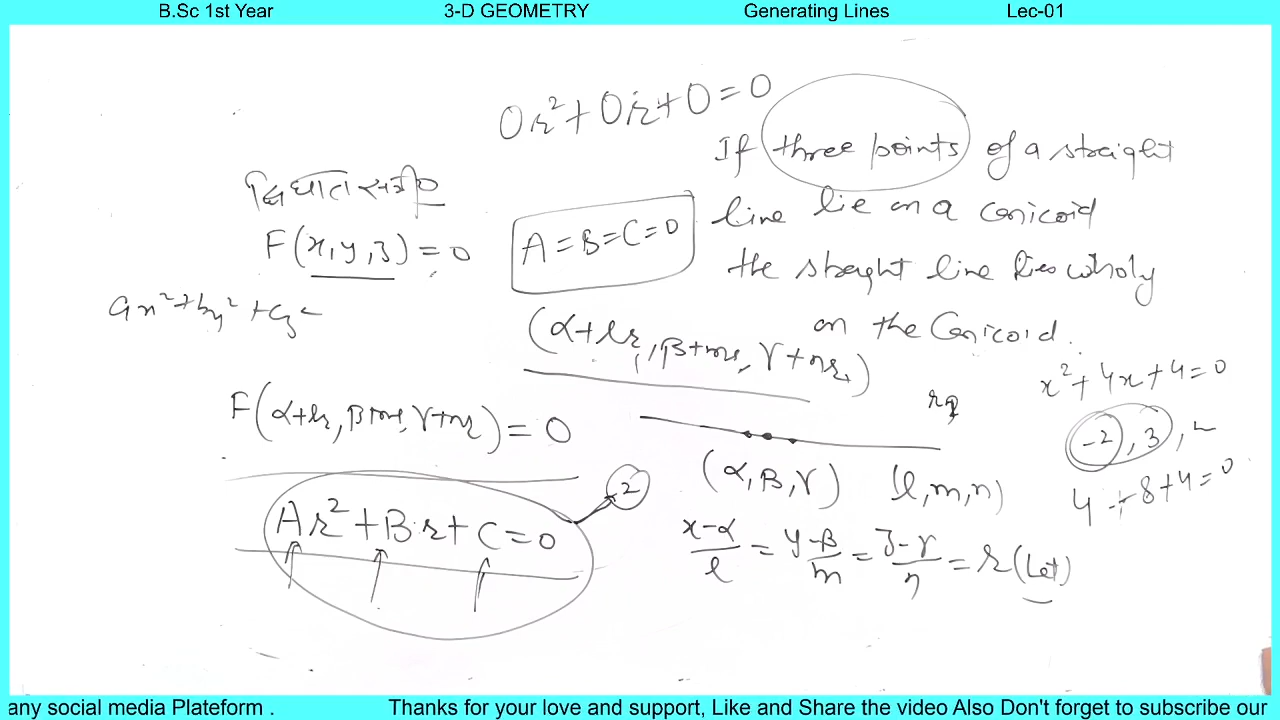 B.Sc 1st Year 3-D GEOMETRY Generating Lines Lec-01
0r² + 0r + 0 = 0
If three points of a straight
line lie on a Conicoid
the straight line lies wholy
on the Conicoid.
द्विघात समी०
F(x, y, z) = 0
A = B = C = 0
ax² + by² + cz²
(α+lr, β+mr, γ+nr)
x² + 4x + 4 = 0
F(α+lr, β+mr, γ+nr) = 0
-2, 3,
(α, β, γ) (l, m, n)
4 + 8 + 4 = 0
2
Ar² + B.r + C = 0
x-α/l = y-β/m = z-γ/n = r (Let)
any social media Plateform . Thanks for your love and support, Like and Share the video Also Don't forget to subscribe our